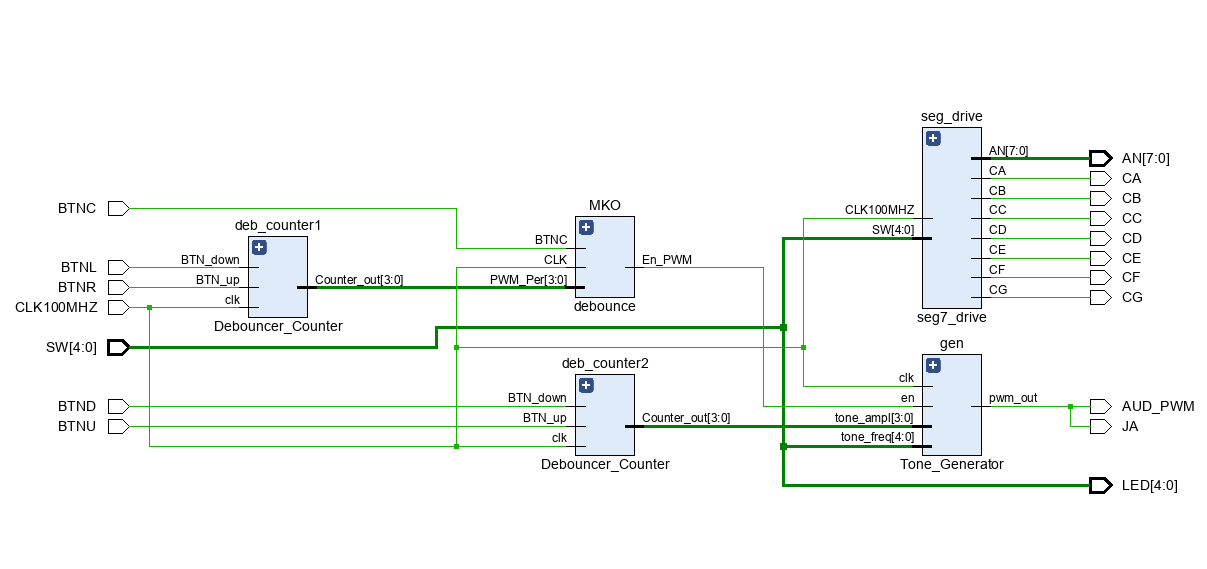 seg_drive
AN[7:0]
AN[7:0]
CA
CA
CB
CB
CLK100MHZ
CC
CC
SW[4:0]
CD
CD
CE
CE
CF
CF
CG
CG
seg7_drive
BTNC
MKO
BTNC
CLK
En_PWM
PWM_Per[3:0]
debounce
deb_counter1
BTNL
BTN_down
BTNR
BTN_up
Counter_out[3:0]
CLK100MHZ
clk
Debouncer_Counter
SW[4:0]
deb_counter2
BTND
BTN_down
BTNU
BTN_up
Counter_out[3:0]
clk
Debouncer_Counter
gen
clk
en
pwm_out
AUD_PWM
tone_ampl[3:0]
JA
tone_freq[4:0]
Tone_Generator
LED[4:0]